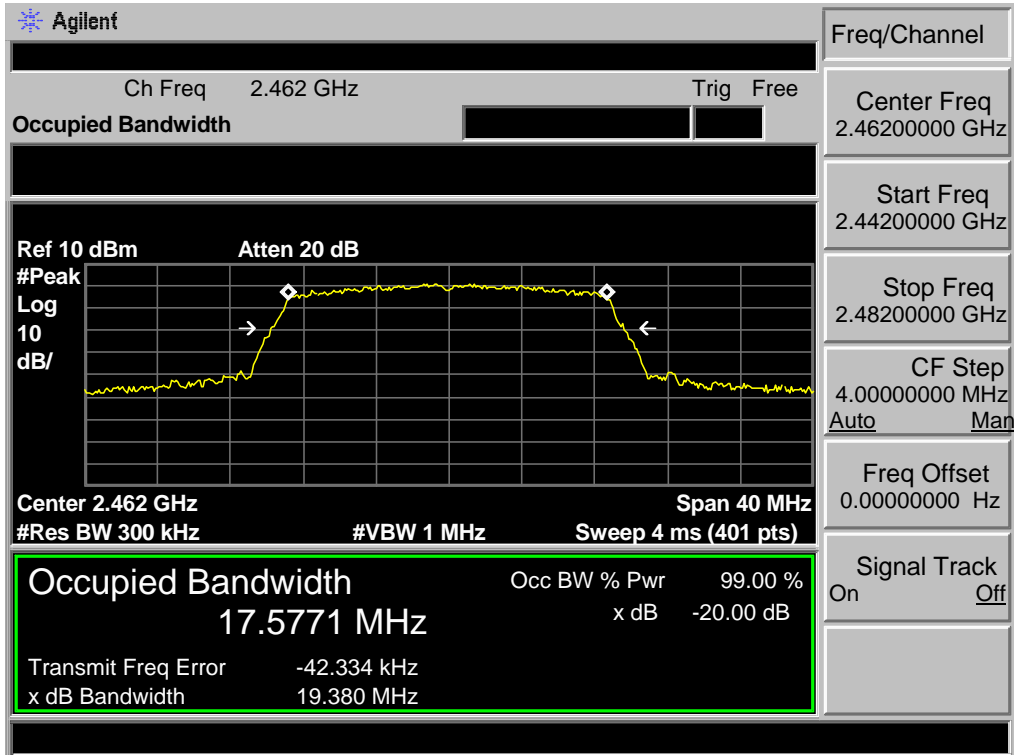 Agilent
Freq/Channel
Ch Freq 2.462 GHz Trig Free
Occupied Bandwidth
Center Freq
2.46200000 GHz
Start Freq
2.44200000 GHz
Stop Freq
2.48200000 GHz
CF Step
4.00000000 MHz
Auto Man
Freq Offset
0.00000000 Hz
Signal Track
On Off
Ref 10 dBm Atten 20 dB
#Peak
Log
10
dB/
Center 2.462 GHz Span 40 MHz
#Res BW 300 kHz #VBW 1 MHz Sweep 4 ms (401 pts)
Occupied Bandwidth Occ BW % Pwr 99.00 %
17.5771 MHz x dB -20.00 dB
Transmit Freq Error -42.334 kHz
x dB Bandwidth 19.380 MHz